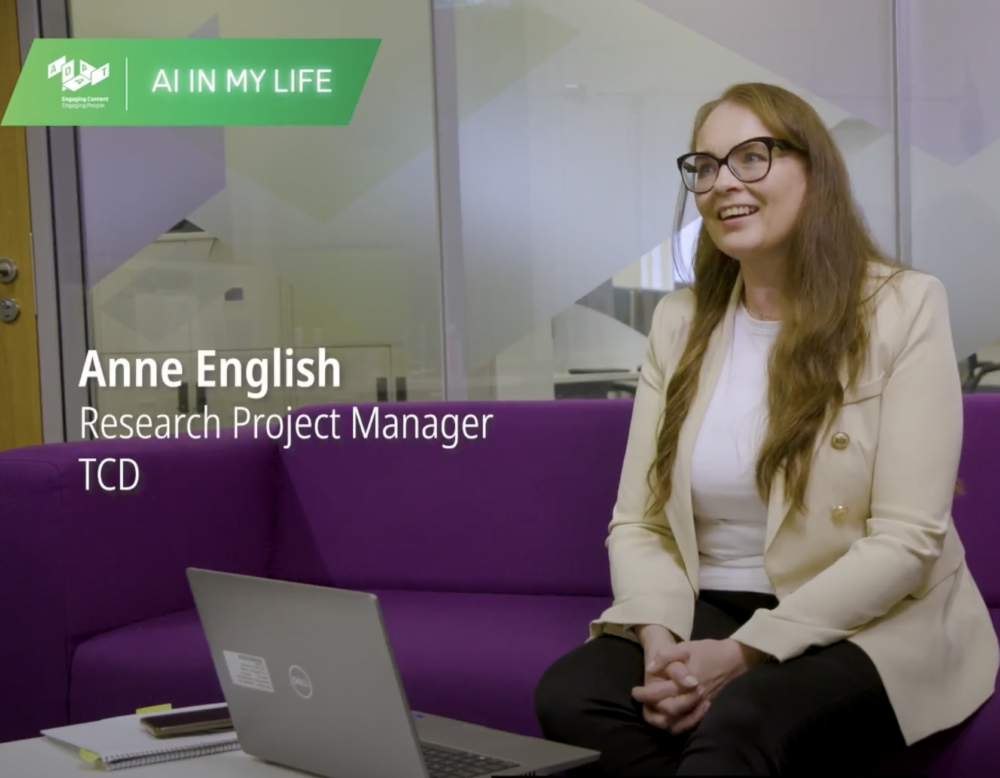 ADAPT
Engaging Content
Engaging People
AI IN MY LIFE
Anne English
Research Project Manager
TCD
DELL